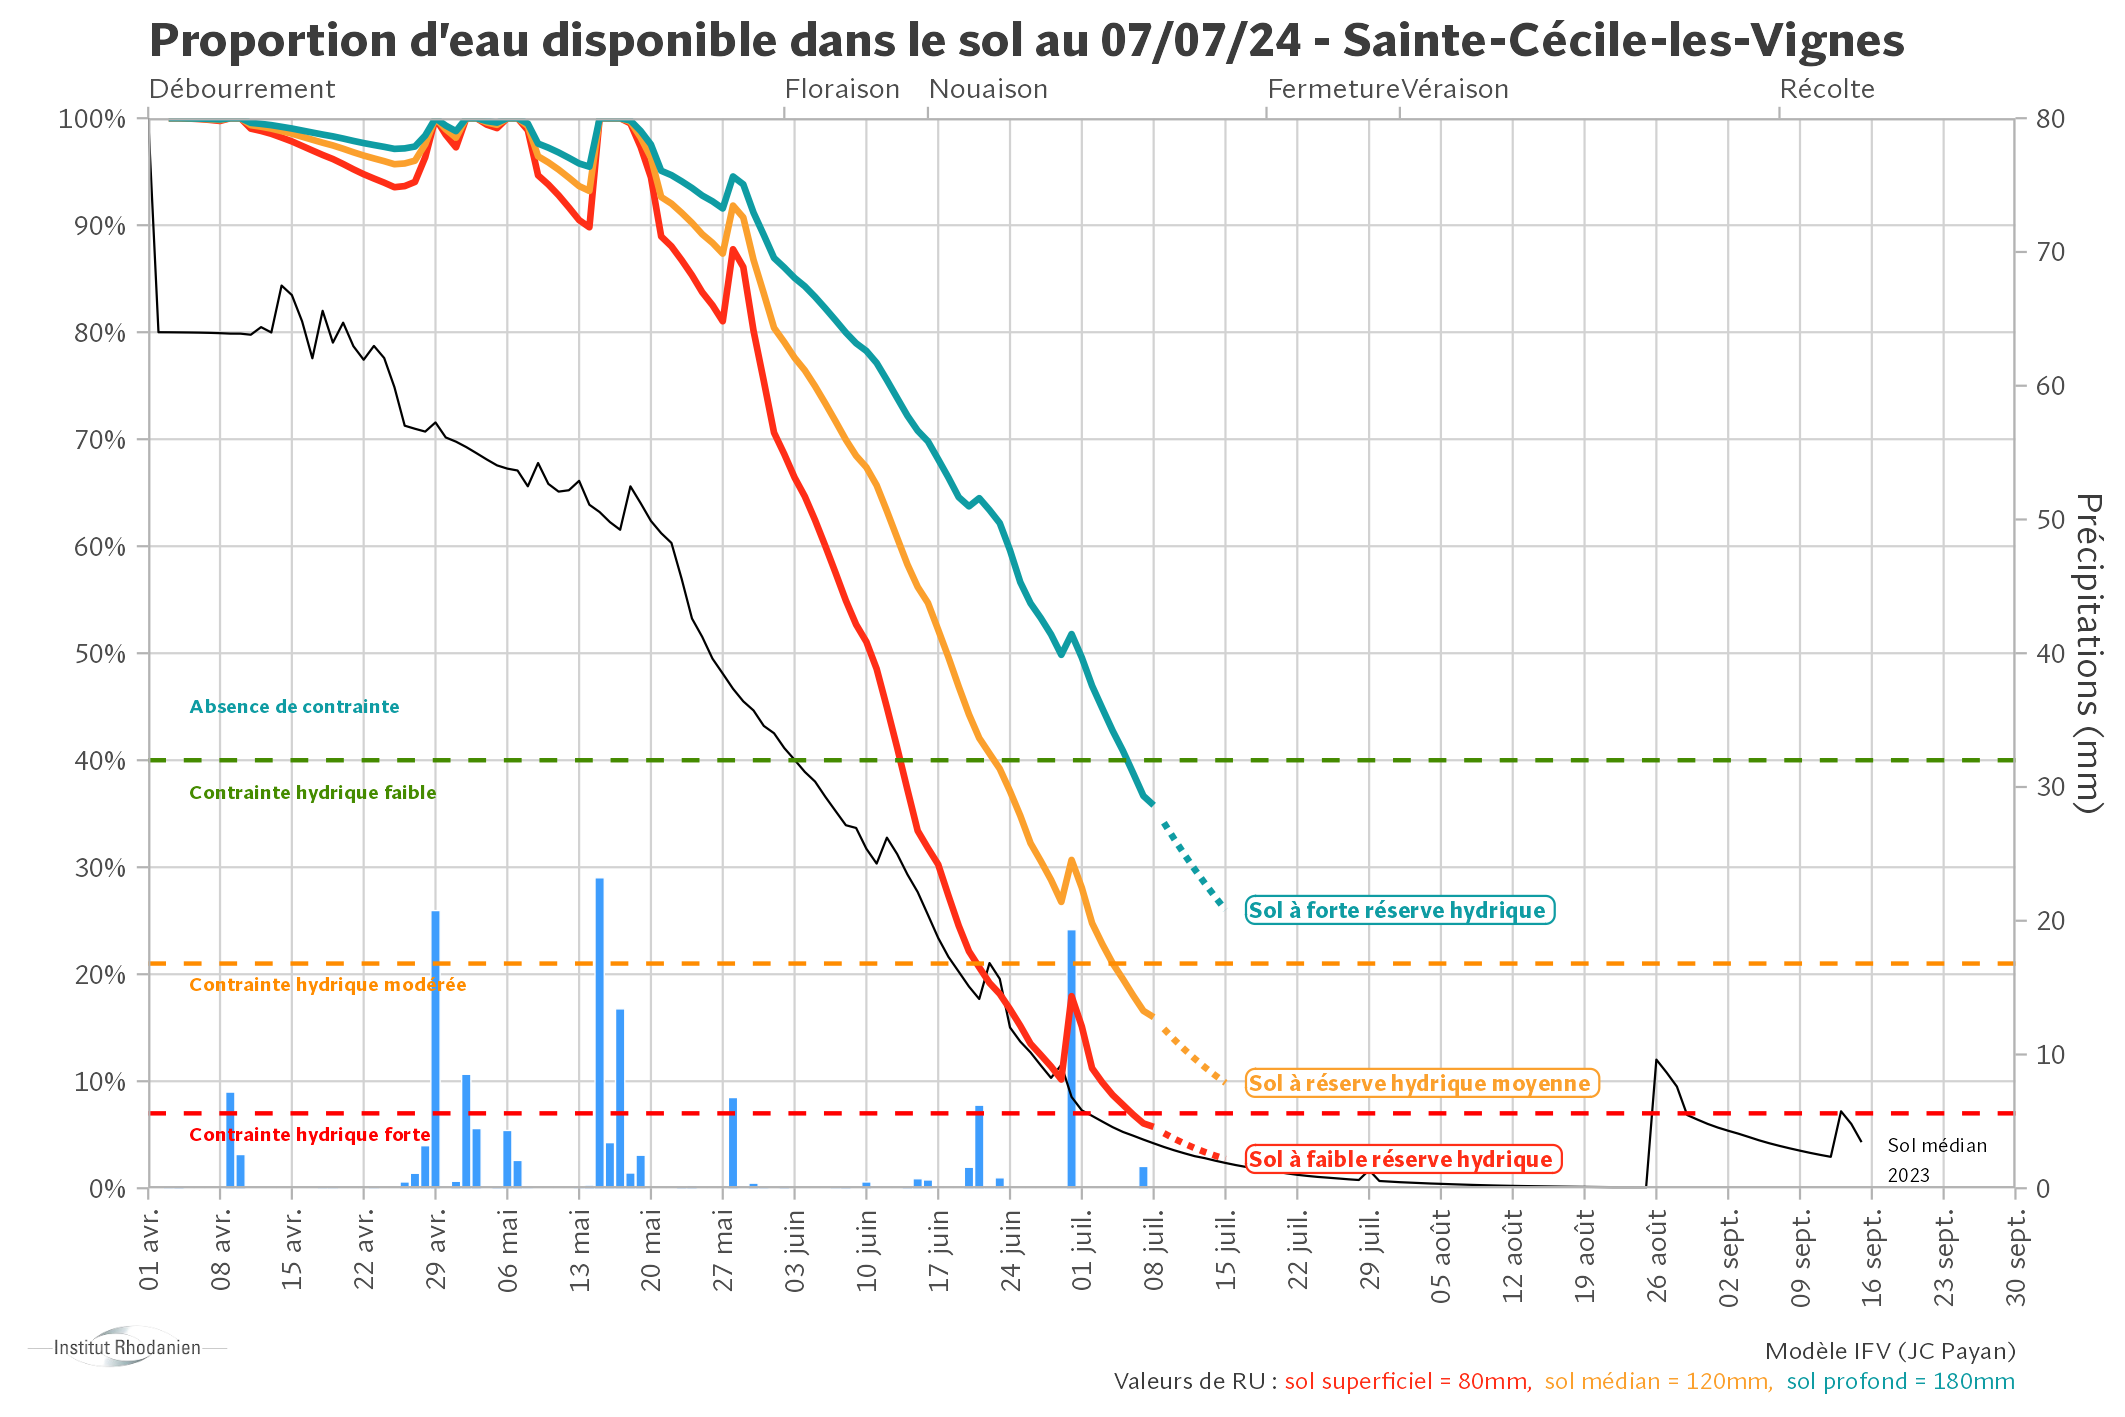 Proportion d'eau disponible dans le sol au 07/07/24 - Sainte-Cécile-les-Vignes
Débourrement Floraison Nouaison Fermeture Véraison Récolte
100% 80
90% 70
80%
70% 60
60% 50
50% 40
Précipitations (mm)
Absence de contrainte
40%
Contrainte hydrique faible
30
30%
Sol à forte réserve hydrique
20
20%
Contrainte hydrique modérée
Sol à réserve hydrique moyenne
10% 10
Contrainte hydrique forte
Sol à faible réserve hydrique
Sol médian
2023
0% 0
01 avr. 08 avr. 15 avr. 22 avr. 29 avr. 06 mai 13 mai 20 mai 27 mai 03 juin 10 juin 17 juin 24 juin 01 juil. 08 juil. 15 juil. 22 juil. 29 juil. 05 août 12 août 19 août 26 août 02 sept. 09 sept. 16 sept. 23 sept. 30 sept.
Institut Rhodanien
Modèle IFV (JC Payan)
Valeurs de RU : sol superficiel = 80mm, sol médian = 120mm, sol profond = 180mm